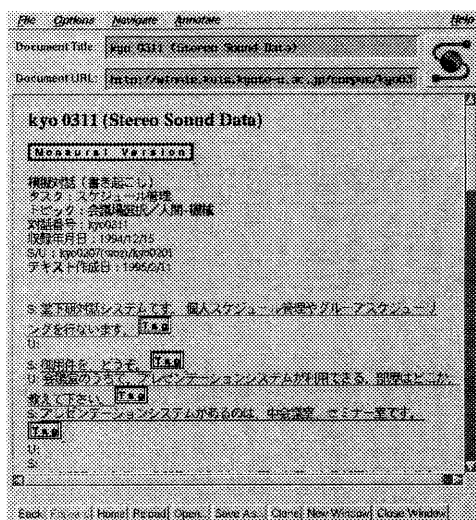 File Options Navigate Annotate Help
Document Title: kyo 0311 (Stereo Sound Data)
Document URL:
kyo 0311 (Stereo Sound Data)
Monaural Version
模擬対話（書き起こし）
タスク：スケジュール管理
トピック：会議場選択／人間-機械
対話番号：kyo0311
収録年月日：1994/12/15
S/U：kyo0207(woz)/kyo0201
テキスト作成日：1995/2/11
S: 堂下研対話システムです。個人スケジュール管理やグループスケジューリ
ングを行ないます。 Tag
U:
S: 御用件を、どうぞ。 Tag
U: 会議室のうちで、プレゼンテーションシステムが利用できる、部屋はどこか、
教えて下さい。 Tag
S: プレゼンテーションシステムがあるのは、中会議室、セミナー室です。
Tag
U:
S:
Back Forward Home Reload Open... Save As... Clone New Window Close Window